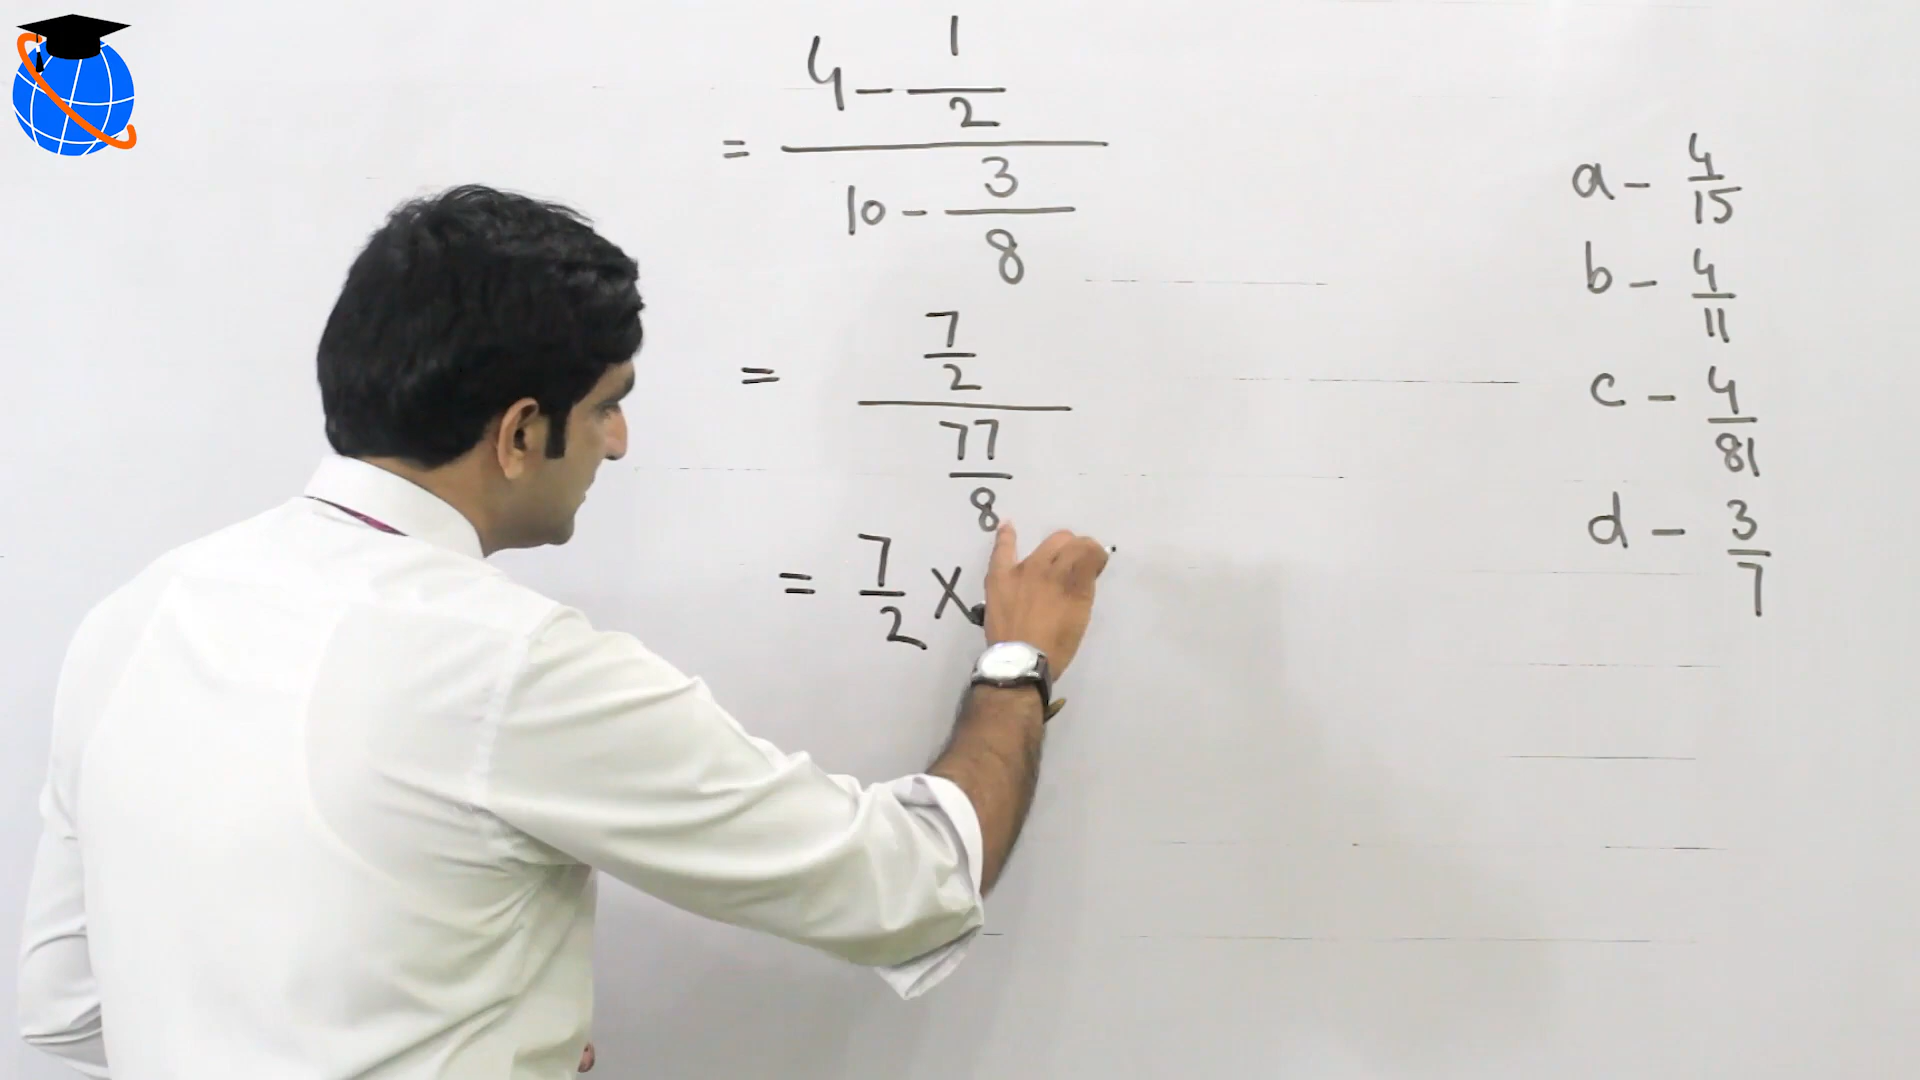 = (4 - 1/2) / (10 - 3/8)
= (7/2) / (77/8)
= 7/2 ×
a - 4/15
b - 4/11
c - 4/81
d - 3/7